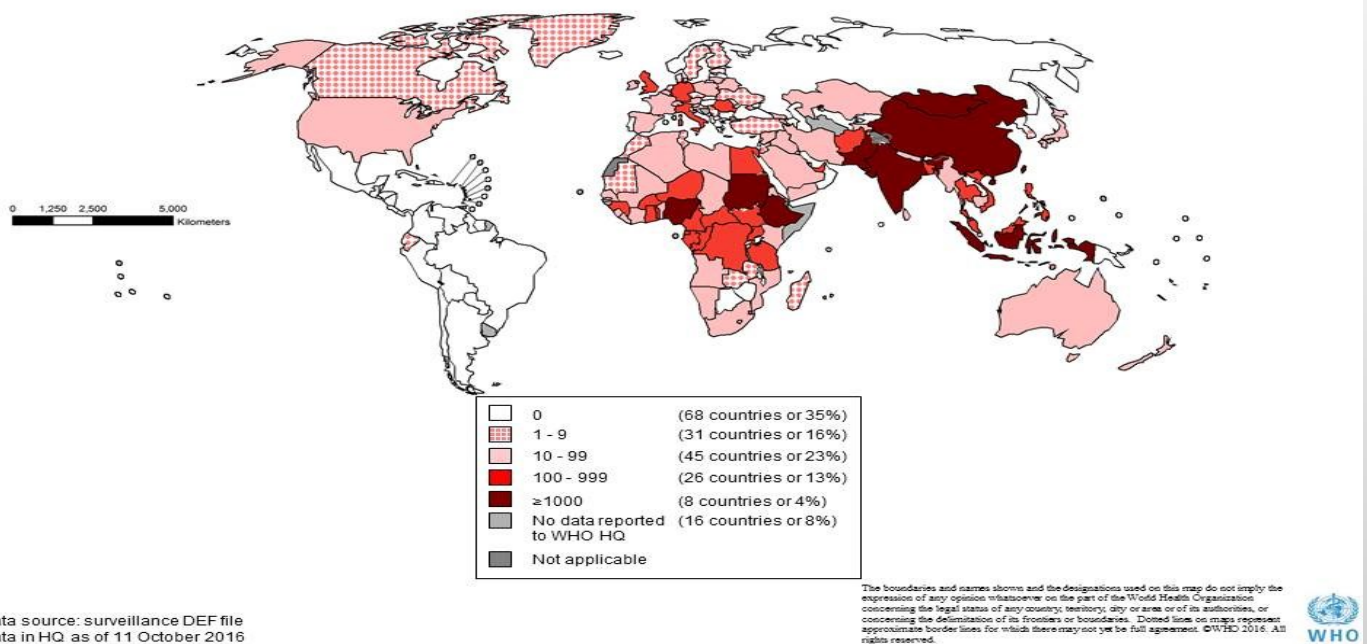 0 1,250 2,500 5,000
Kilometers
0 (68 countries or 35%)
1 - 9 (31 countries or 16%)
10 - 99 (45 countries or 23%)
100 - 999 (26 countries or 13%)
≥1000 (8 countries or 4%)
No data reported (16 countries or 8%)
to WHO HQ
Not applicable
ata source: surveillance DEF file
ata in HQ as of 11 October 2016
The boundaries and names shown and the designations used on this map do not imply the
expression of any opinion whatsoever on the part of the World Health Organization
concerning the legal status of any country, territory, city or area or of its authorities, or
concerning the delimitation of its frontiers or boundaries. Dotted lines on maps represent
approximate border lines for which there may not yet be full agreement. ©WHO 2016. All
rights reserved.
WHO